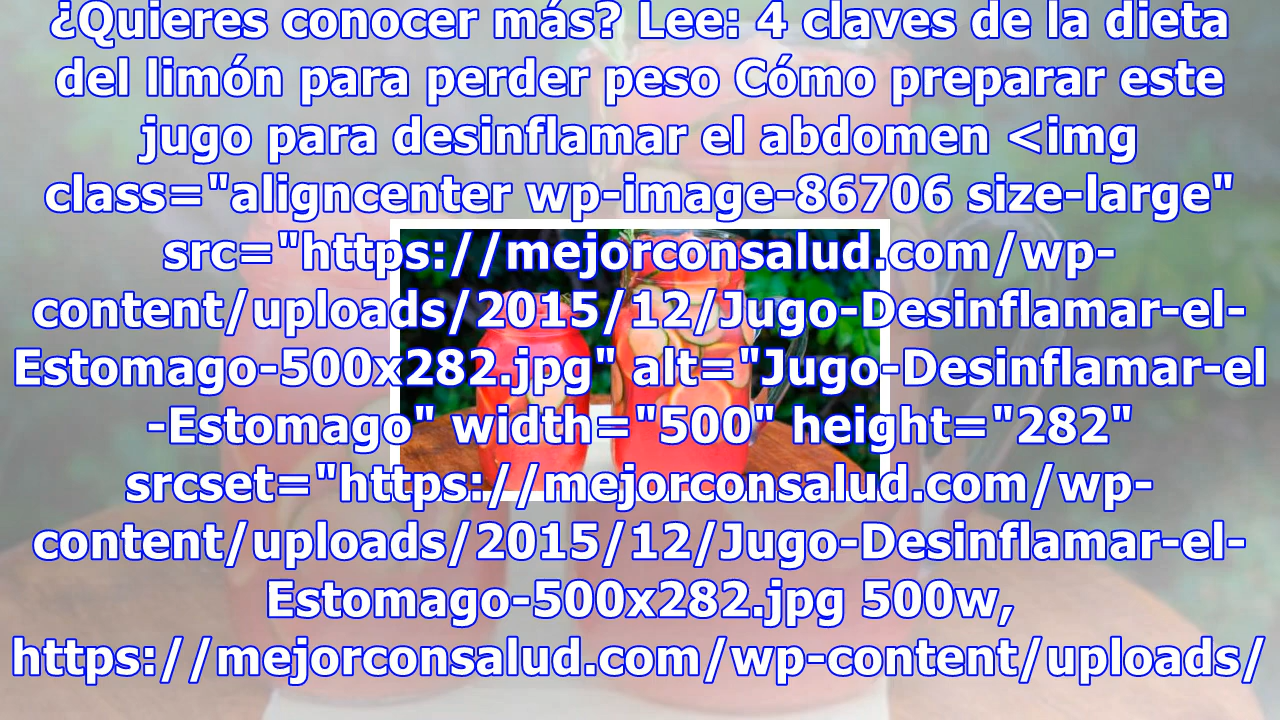 ¿Quieres conocer más? Lee: 4 claves de la dieta
del limón para perder peso Cómo preparar este
jugo para desinflamar el abdomen <img
class="aligncenter wp-image-86706 size-large"
src="https://mejorconsalud.com/wp-
content/uploads/2015/12/Jugo-Desinflamar-el-
Estomago-500x282.jpg" alt="Jugo-Desinflamar-el
-Estomago" width="500" height="282"
srcset="https://mejorconsalud.com/wp-
content/uploads/2015/12/Jugo-Desinflamar-el-
Estomago-500x282.jpg 500w,
https://mejorconsalud.com/wp-content/uploads/